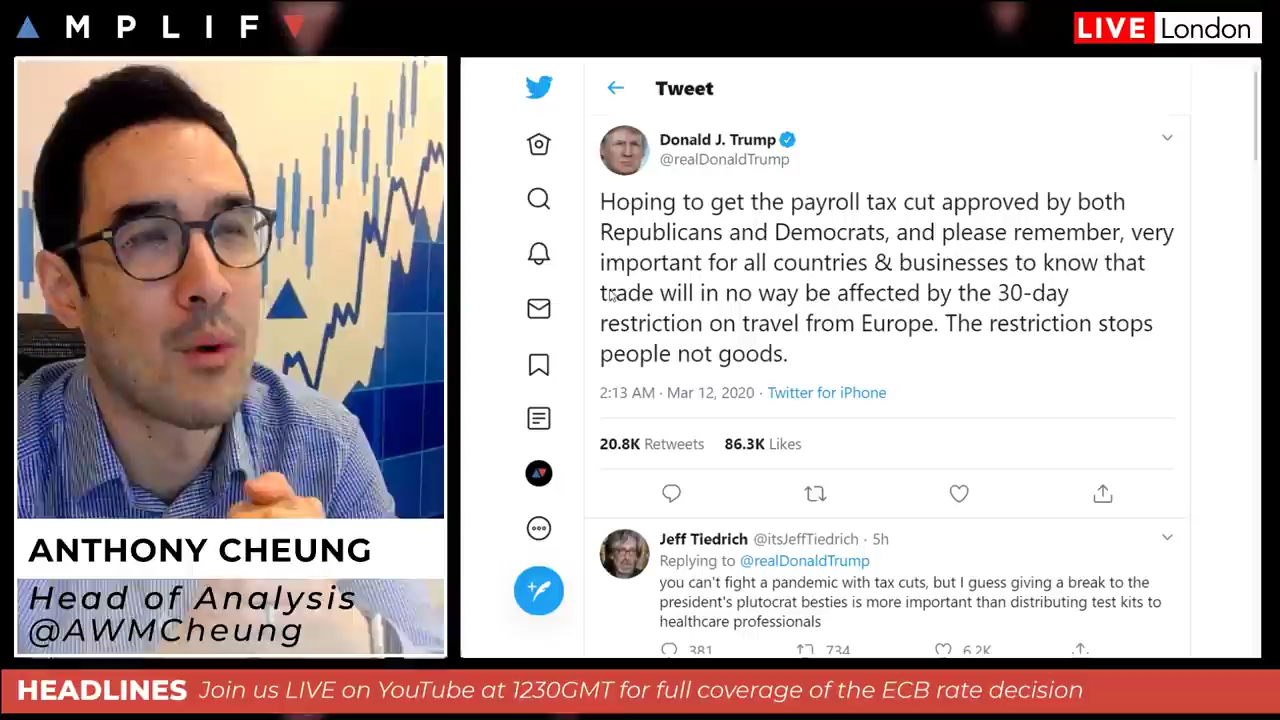 AMPLIFY
LIVE London
Tweet
Donald J. Trump
@realDonaldTrump
Hoping to get the payroll tax cut approved by both
Republicans and Democrats, and please remember, very
important for all countries & businesses to know that
trade will in no way be affected by the 30-day
restriction on travel from Europe. The restriction stops
people not goods.
2:13 AM · Mar 12, 2020 · Twitter for iPhone
20.8K Retweets 86.3K Likes
Jeff Tiedrich @itsJeffTiedrich · 5h
Replying to @realDonaldTrump
you can't fight a pandemic with tax cuts, but I guess giving a break to the
president's plutocrat besties is more important than distributing test kits to
healthcare professionals
381 734 6.2K
ANTHONY CHEUNG
Head of Analysis
@AWMCheung
HEADLINES Join us LIVE on YouTube at 1230GMT for full coverage of the ECB rate decision